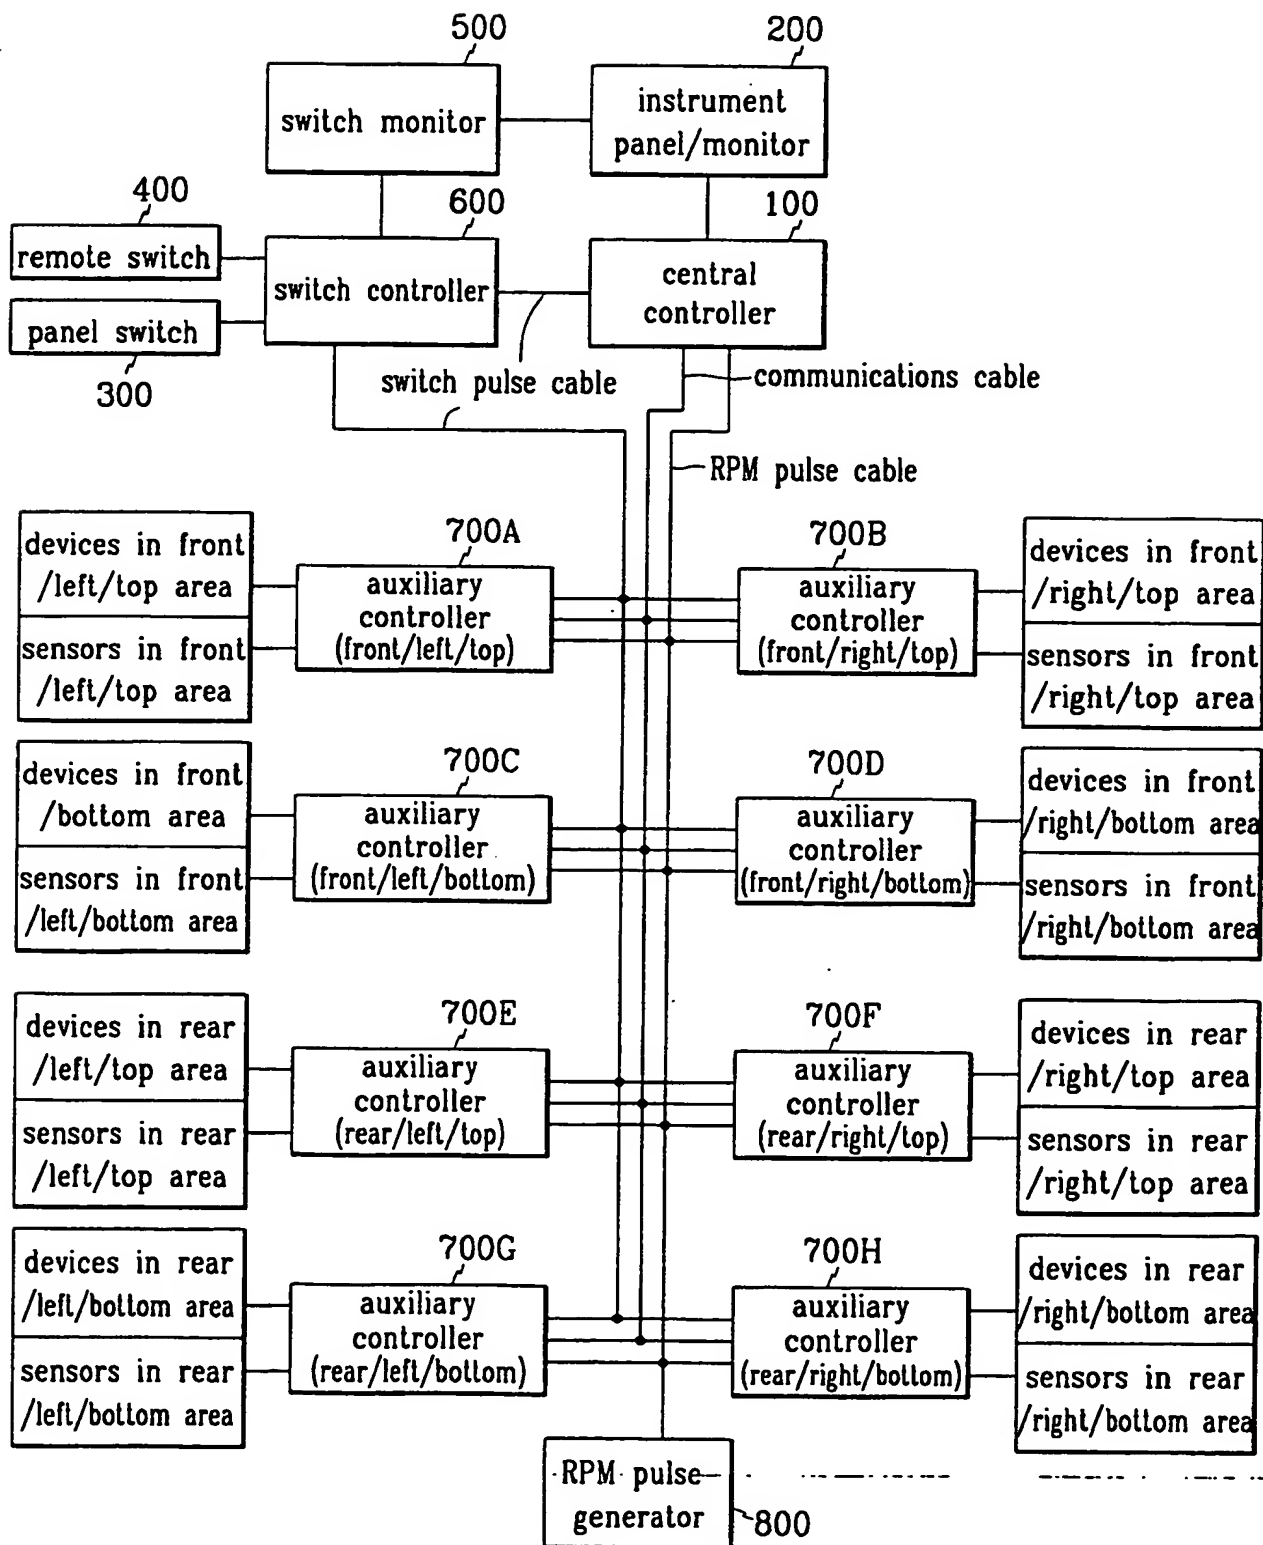 500
200
switch monitor
instrument
panel/monitor
400
600
100
remote switch
switch controller
central
controller
panel switch
300
switch pulse cable
communications cable
RPM pulse cable
devices in front
/left/top area
sensors in front
/left/top area
700A
auxiliary
controller
(front/left/top)
700B
auxiliary
controller
(front/right/top)
devices in front
/right/top area
sensors in front
/right/top area
devices in front
/bottom area
sensors in front
/left/bottom area
700C
auxiliary
controller
(front/left/bottom)
700D
auxiliary
controller
(front/right/bottom)
devices in front
/right/bottom area
sensors in front
/right/bottom area
devices in rear
/left/top area
sensors in rear
/left/top area
700E
auxiliary
controller
(rear/left/top)
700F
auxiliary
controller
(rear/right/top)
devices in rear
/right/top area
sensors in rear
/right/top area
devices in rear
/left/bottom area
sensors in rear
/left/bottom area
700G
auxiliary
controller
(rear/left/bottom)
700H
auxiliary
controller
(rear/right/bottom)
devices in rear
/right/bottom area
sensors in rear
/right/bottom area
RPM pulse
generator
800